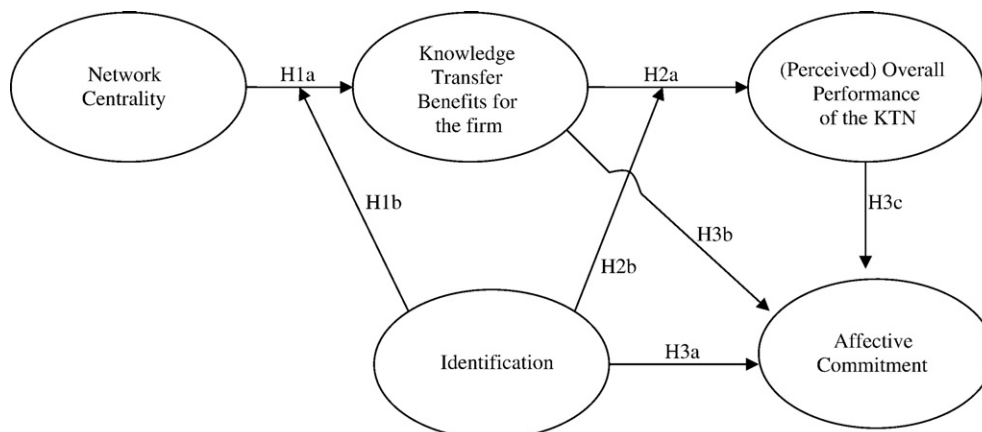 Network
Centrality
H1a
Knowledge
Transfer
Benefits for
the firm
H2a
(Perceived) Overall
Performance
of the KTN
H1b
H2b
H3b
H3c
Identification
H3a
Affective
Commitment